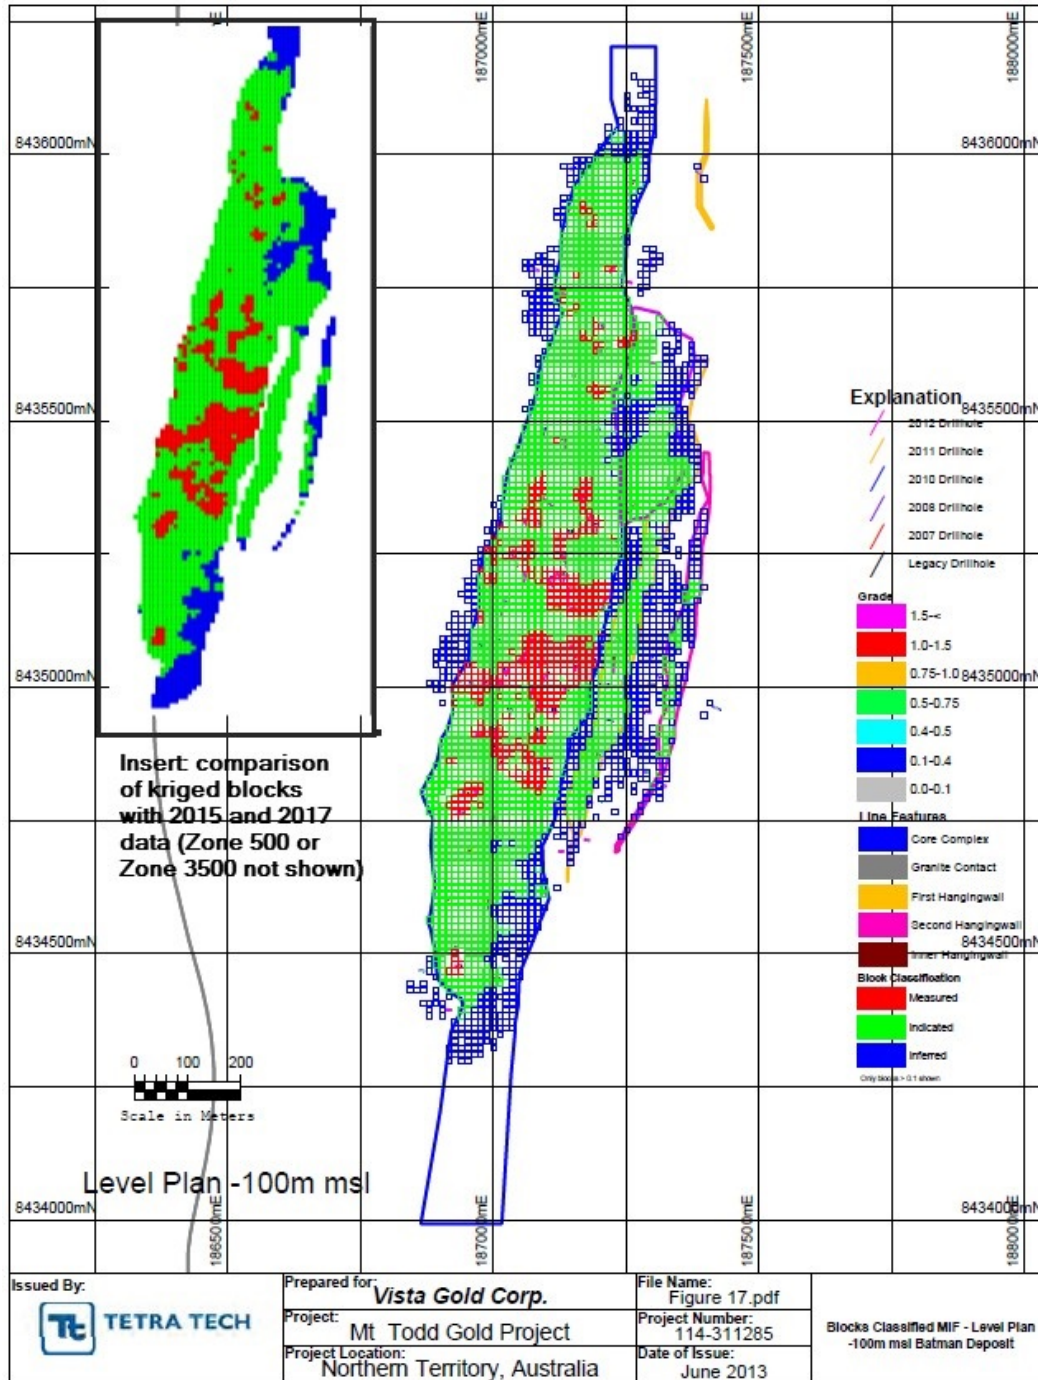 187000mE
187500mE
188000mE
8436000mN
8436000mN
8435500mN
8435500mN
8435000mN
8435000mN
8434500mN
8434500mN
8434000mN
8434000mN
Insert: comparison
of kriged blocks
with 2015 and 2017
data (Zone 500 or
Zone 3500 not shown)
Explanation
2012 Drillhole
2011 Drillhole
2010 Drillhole
2008 Drillhole
2007 Drillhole
Legacy Drillhole
Grade
1.5-<
1.0-1.5
0.75-1.0
0.5-0.75
0.4-0.5
0.1-0.4
0.0-0.1
Line Features
Core Complex
Granite Contact
First Hangingwall
Second Hangingwall
Inner Hangingwall
Block Classification
Measured
Indicated
Inferred
Only blocks > 0.1 shown
0 100 200
Scale in Meters
Level Plan -100m msl
186500mE
187000mE
187500mE
188000mE
Issued By:
TETRA TECH
Prepared for:
Vista Gold Corp.
Project:
Mt Todd Gold Project
Project Location:
Northern Territory, Australia
File Name:
Figure 17.pdf
Project Number:
114-311285
Date of Issue:
June 2013
Blocks Classified MIF - Level Plan
-100m msl Batman Deposit